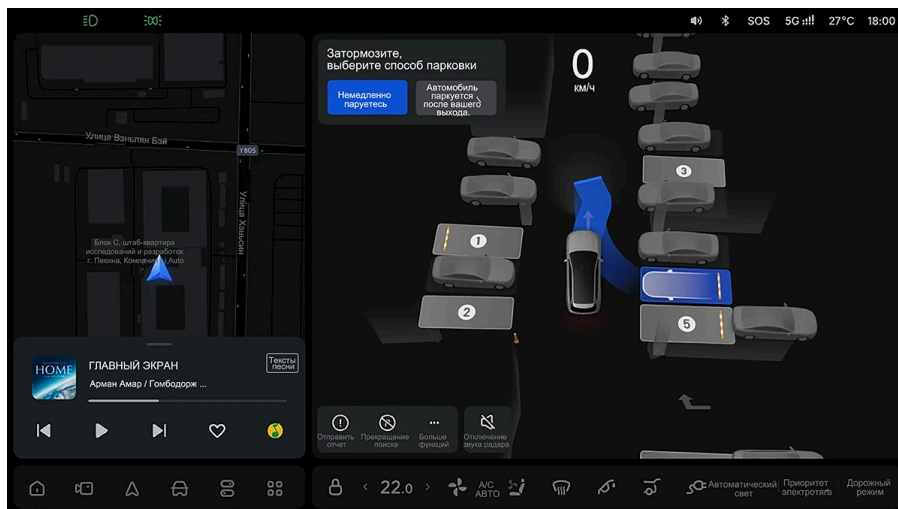 SOS 5G 27°C 18:00
Затормозите,
выберите способ парковки
Немедленно
паруетесь
Автомобиль
паркуется
после вашего
выхода.
0
км/ч
Улица Вэньлян Бэй
Y805
Улица Хэньсин
Блок C, штаб-квартира
исследований и разработок
г. Пекина, Компания Auto
1
2
3
5
HOME
ГЛАВНЫЙ ЭКРАН
Арман Амар / Гомбодорж ...
Тексты
песни
Отправить
отчет
Прекращение
поиска
Больше
функций
Отключение
звука радара
22.0
A/C
АВТО
Автоматический
свет
Приоритет
электротяга
Дорожный
режим